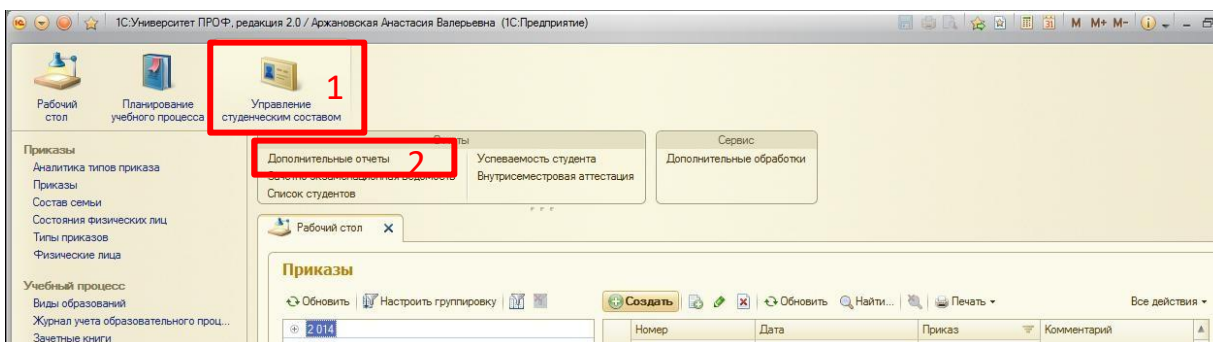 1С:Университет ПРОФ, редакция 2.0 / Аржановская Анастасия Валерьевна (1С:Предприятие)
M M+ M-
Рабочий
стол
Планирование
учебного процесса
Управление
студенческим составом
1
Приказы
Аналитика типов приказа
Приказы
Состав семьи
Состояния физических лиц
Типы приказов
Физические лица
Учебный процесс
Виды образований
Журнал учета образовательного проц...
Зачетные книги
Дополнительные отчеты
2
Успеваемость студента
Внутрисеместровая аттестация
Список студентов
Сервис
Дополнительные обработки
Рабочий стол
Приказы
Обновить Настроить группировку
Создать Обновить Найти... Печать Все действия
2 014
Номер Дата Приказ Комментарий